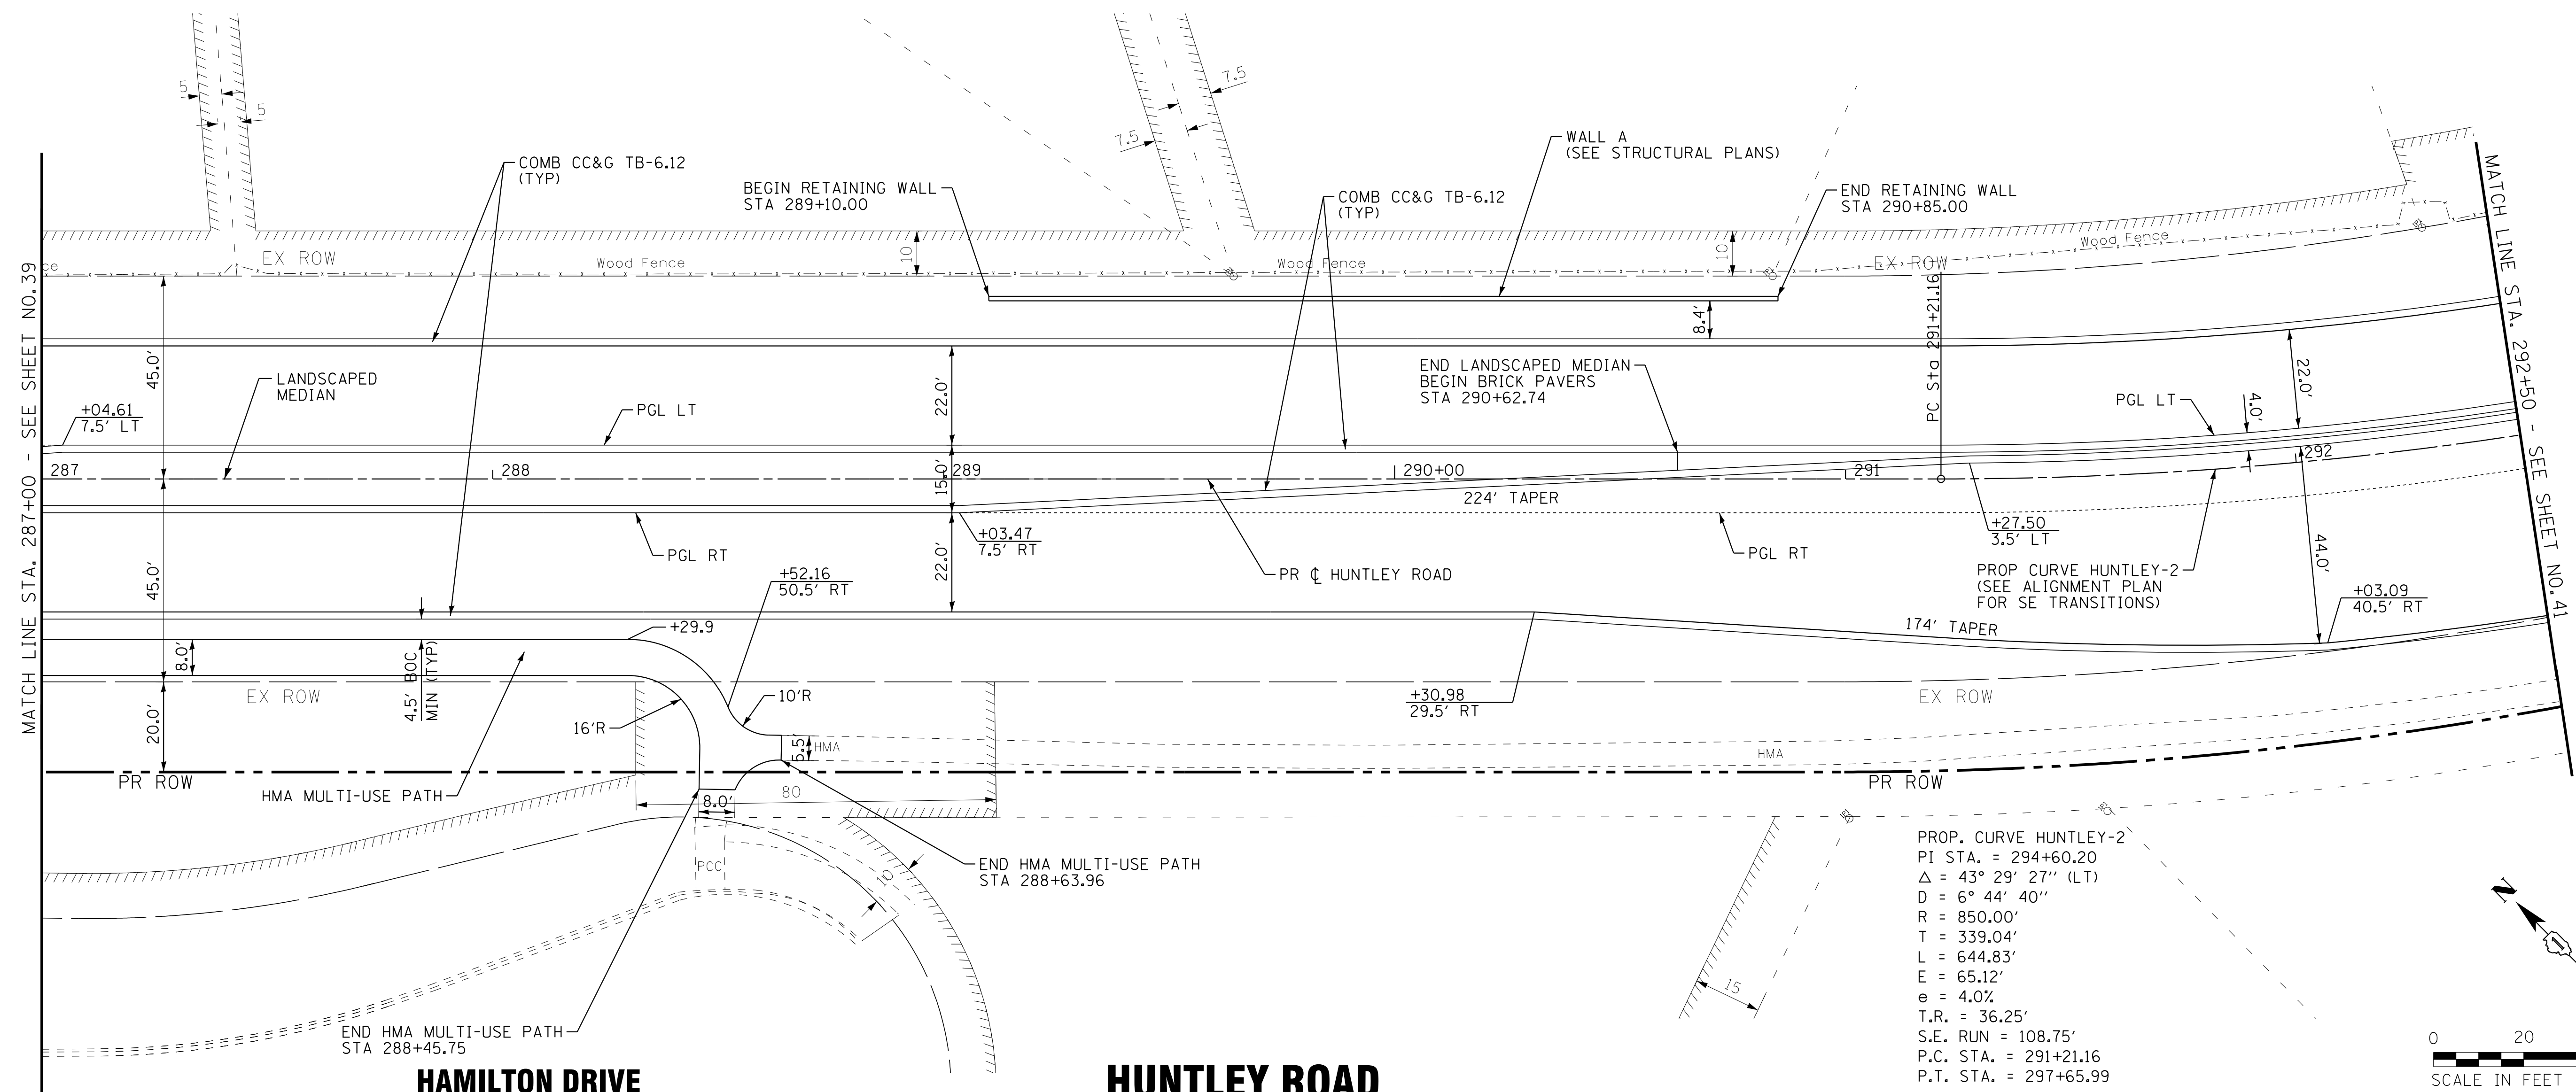 5
5
7.5
7.5
COMB CC&G TB-6.12
(TYP)
BEGIN RETAINING WALL
STA 289+10.00
WALL A
(SEE STRUCTURAL PLANS)
COMB CC&G TB-6.12
(TYP)
END RETAINING WALL
STA 290+85.00
MATCH LINE STA. 287+00 - SEE SHEET NO. 39
MATCH LINE STA. 292+50 - SEE SHEET NO. 41
EX ROW
Wood Fence
10
Wood Fence
10
EX ROW
Wood Fence
ce
45.0'
LANDSCAPED
MEDIAN
+04.61
7.5' LT
PGL LT
22.0'
8.4'
END LANDSCAPED MEDIAN
BEGIN BRICK PAVERS
STA 290+62.74
PC Sta 291+21.16
PGL LT
4.0'
22.0'
287
288
15.0'
289
290+00
291
292
224' TAPER
+03.47
7.5' RT
PGL RT
22.0'
PGL RT
+27.50
3.5' LT
45.0'
+52.16
50.5' RT
PR ℄ HUNTLEY ROAD
PROP CURVE HUNTLEY-2
(SEE ALIGNMENT PLAN
FOR SE TRANSITIONS)
44.0'
+03.09
40.5' RT
+29.9
174' TAPER
8.0'
4.5' BOC
MIN (TYP)
EX ROW
20.0'
16'R
10'R
+30.98
29.5' RT
EX ROW
5.5'
HMA
HMA
PR ROW
HMA MULTI-USE PATH
8.0'
80
PR ROW
PCC
10
END HMA MULTI-USE PATH
STA 288+63.96
15
END HMA MULTI-USE PATH
STA 288+45.75
PROP. CURVE HUNTLEY-2
PI STA. = 294+60.20
Δ = 43° 29' 27'' (LT)
D = 6° 44' 40''
R = 850.00'
T = 339.04'
L = 644.83'
E = 65.12'
e = 4.0%
T.R. = 36.25'
S.E. RUN = 108.75'
P.C. STA. = 291+21.16
P.T. STA. = 297+65.99
N
0 20
SCALE IN FEET
HAMILTON DRIVE
HUNTLEY ROAD